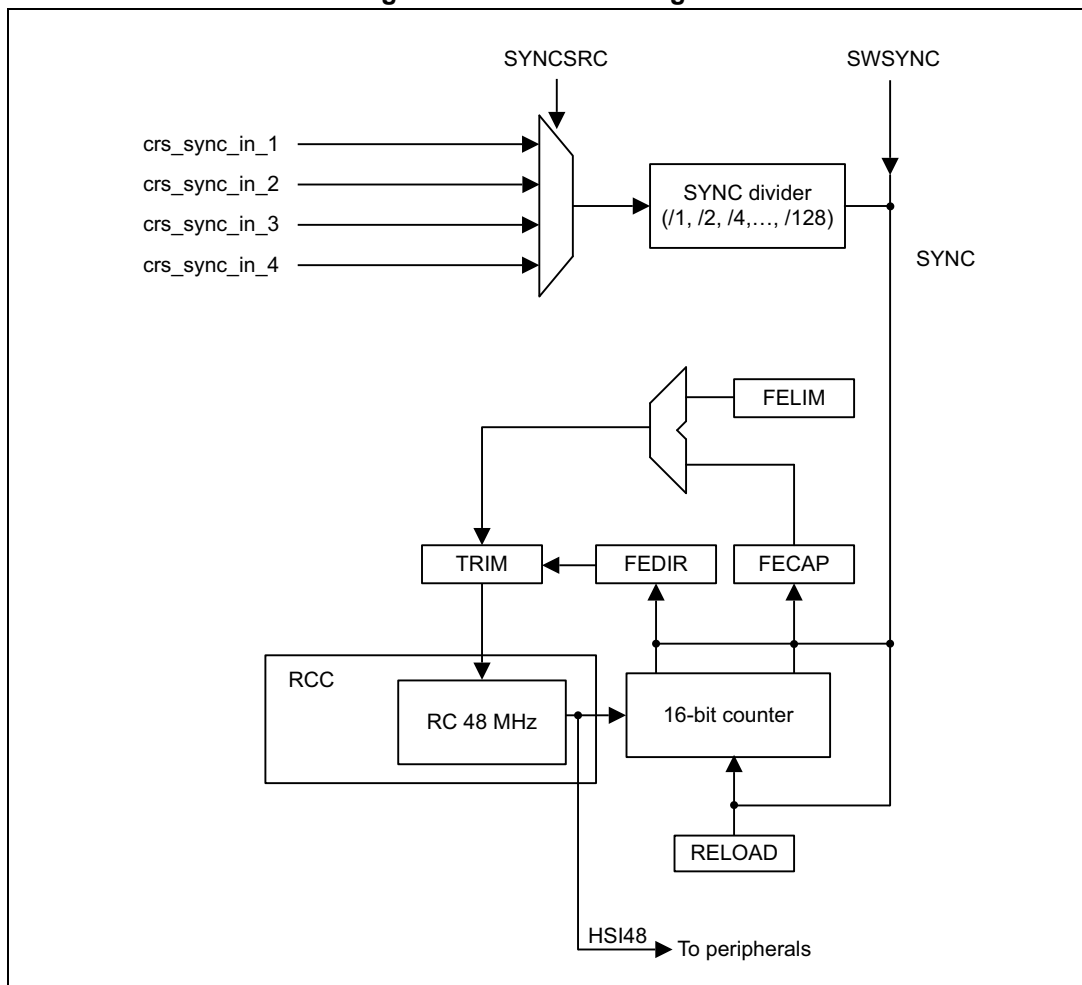 SYNCSRC
SWSYNC
crs_sync_in_1
crs_sync_in_2
crs_sync_in_3
crs_sync_in_4
SYNC divider
(/1, /2, /4,…, /128)
SYNC
FELIM
TRIM
FEDIR
FECAP
RCC
RC 48 MHz
16-bit counter
RELOAD
HSI48
To peripherals